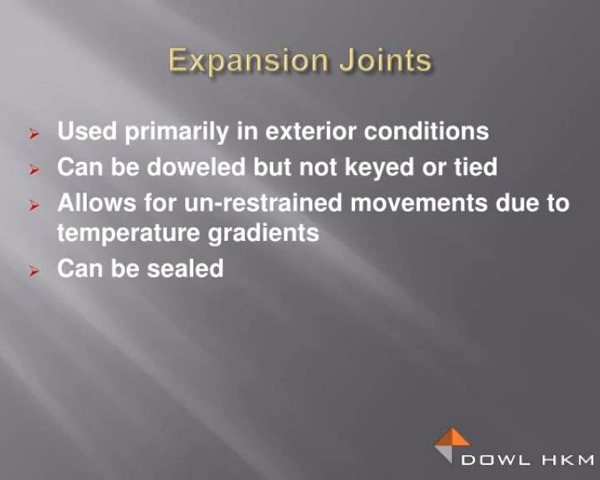 Expansion Joints
Used primarily in exterior conditions
Can be doweled but not keyed or tied
Allows for un-restrained movements due to
temperature gradients
Can be sealed
DOWL HKM